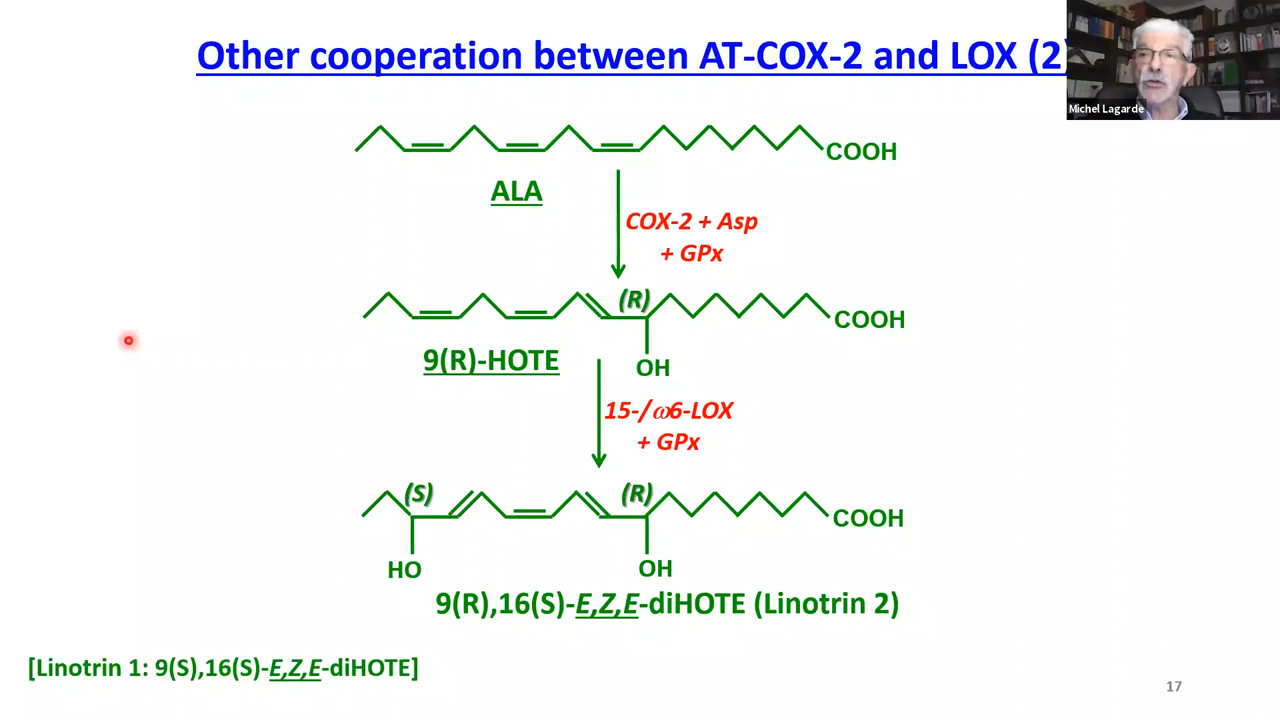 Other cooperation between AT-COX-2 and LOX (2)
Michel Lagarde
COOH
ALA
COX-2 + Asp
+ GPx
(R)
COOH
9(R)-HOTE
OH
15-/ω6-LOX
+ GPx
(S)
(R)
COOH
HO
OH
9(R),16(S)-E,Z,E-diHOTE (Linotrin 2)
[Linotrin 1: 9(S),16(S)-E,Z,E-diHOTE]
17